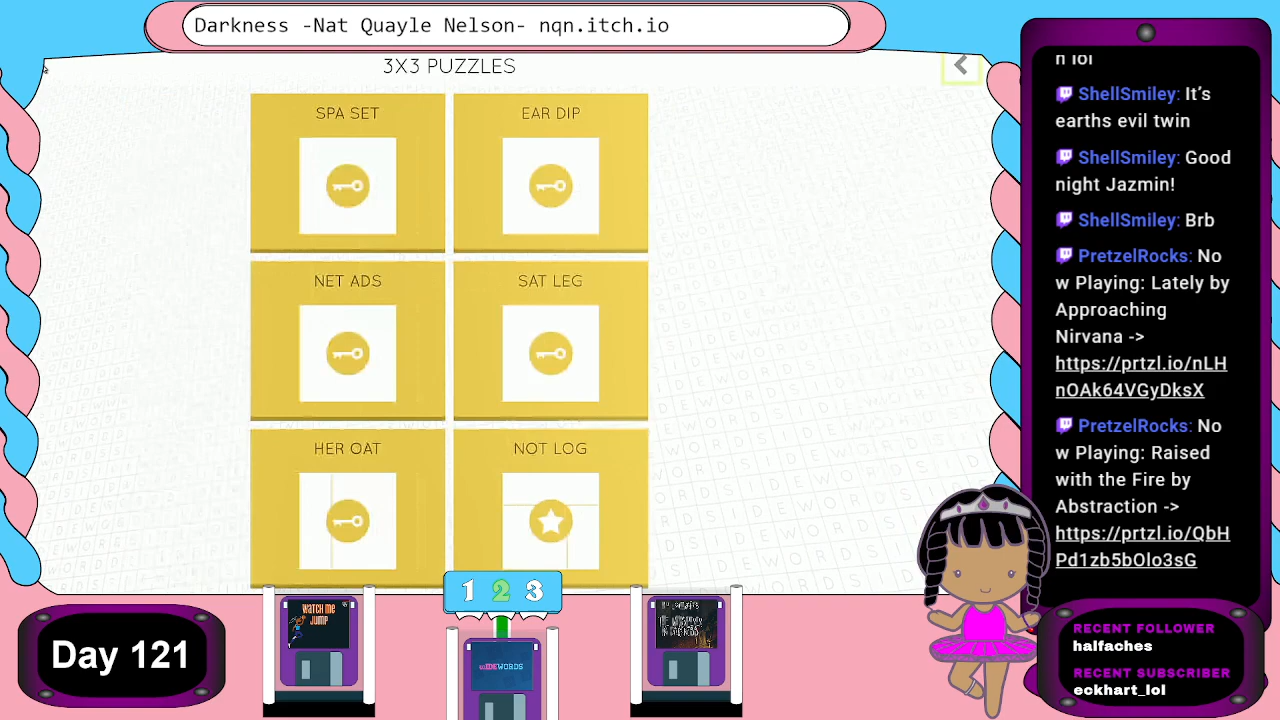 Darkness -Nat Quayle Nelson- nqn.itch.io
3X3 PUZZLES
SPA SET
EAR DIP
NET ADS
SAT LEG
HER OAT
NOT LOG
n lol
ShellSmiley: It's
earths evil twin
ShellSmiley: Good
night Jazmin!
ShellSmiley: Brb
PretzelRocks: No
w Playing: Lately by
Approaching
Nirvana ->
https://prtzl.io/nLH
nOAk64VGyDksX
PretzelRocks: No
w Playing: Raised
with the Fire by
Abstraction ->
https://prtzl.io/QbH
Pd1zb5bOlo3sG
Day 121
WATCH ME
JUMP
1 2 3
SIDEWORDS
RECENT FOLLOWER
halfaches
RECENT SUBSCRIBER
eckhart_lol